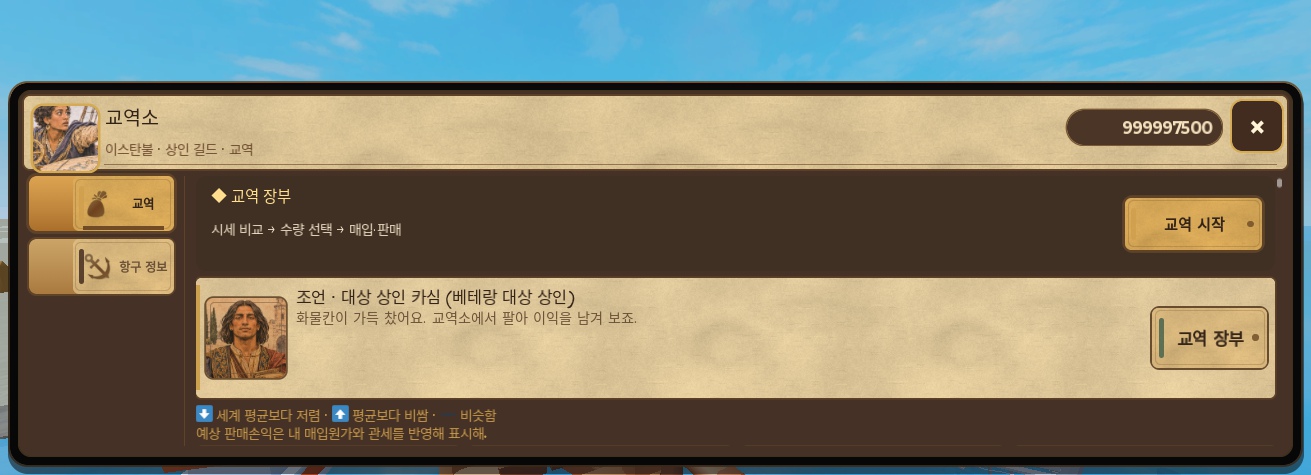 교역소
이스탄불 · 상인 길드 · 교역
999997500
×
교역
항구 정보
◆ 교역 장부
시세 비교 → 수량 선택 → 매입·판매
교역 시작
조언 · 대상 상인 카심 (베테랑 대상 상인)
화물칸이 가득 찼어요. 교역소에서 팔아 이익을 남겨 보죠.
교역 장부
⬇ 세계 평균보다 저렴 · ⬆ 평균보다 비쌈 · 비슷함
예상 판매손익은 내 매입원가와 관세를 반영해 표시해.